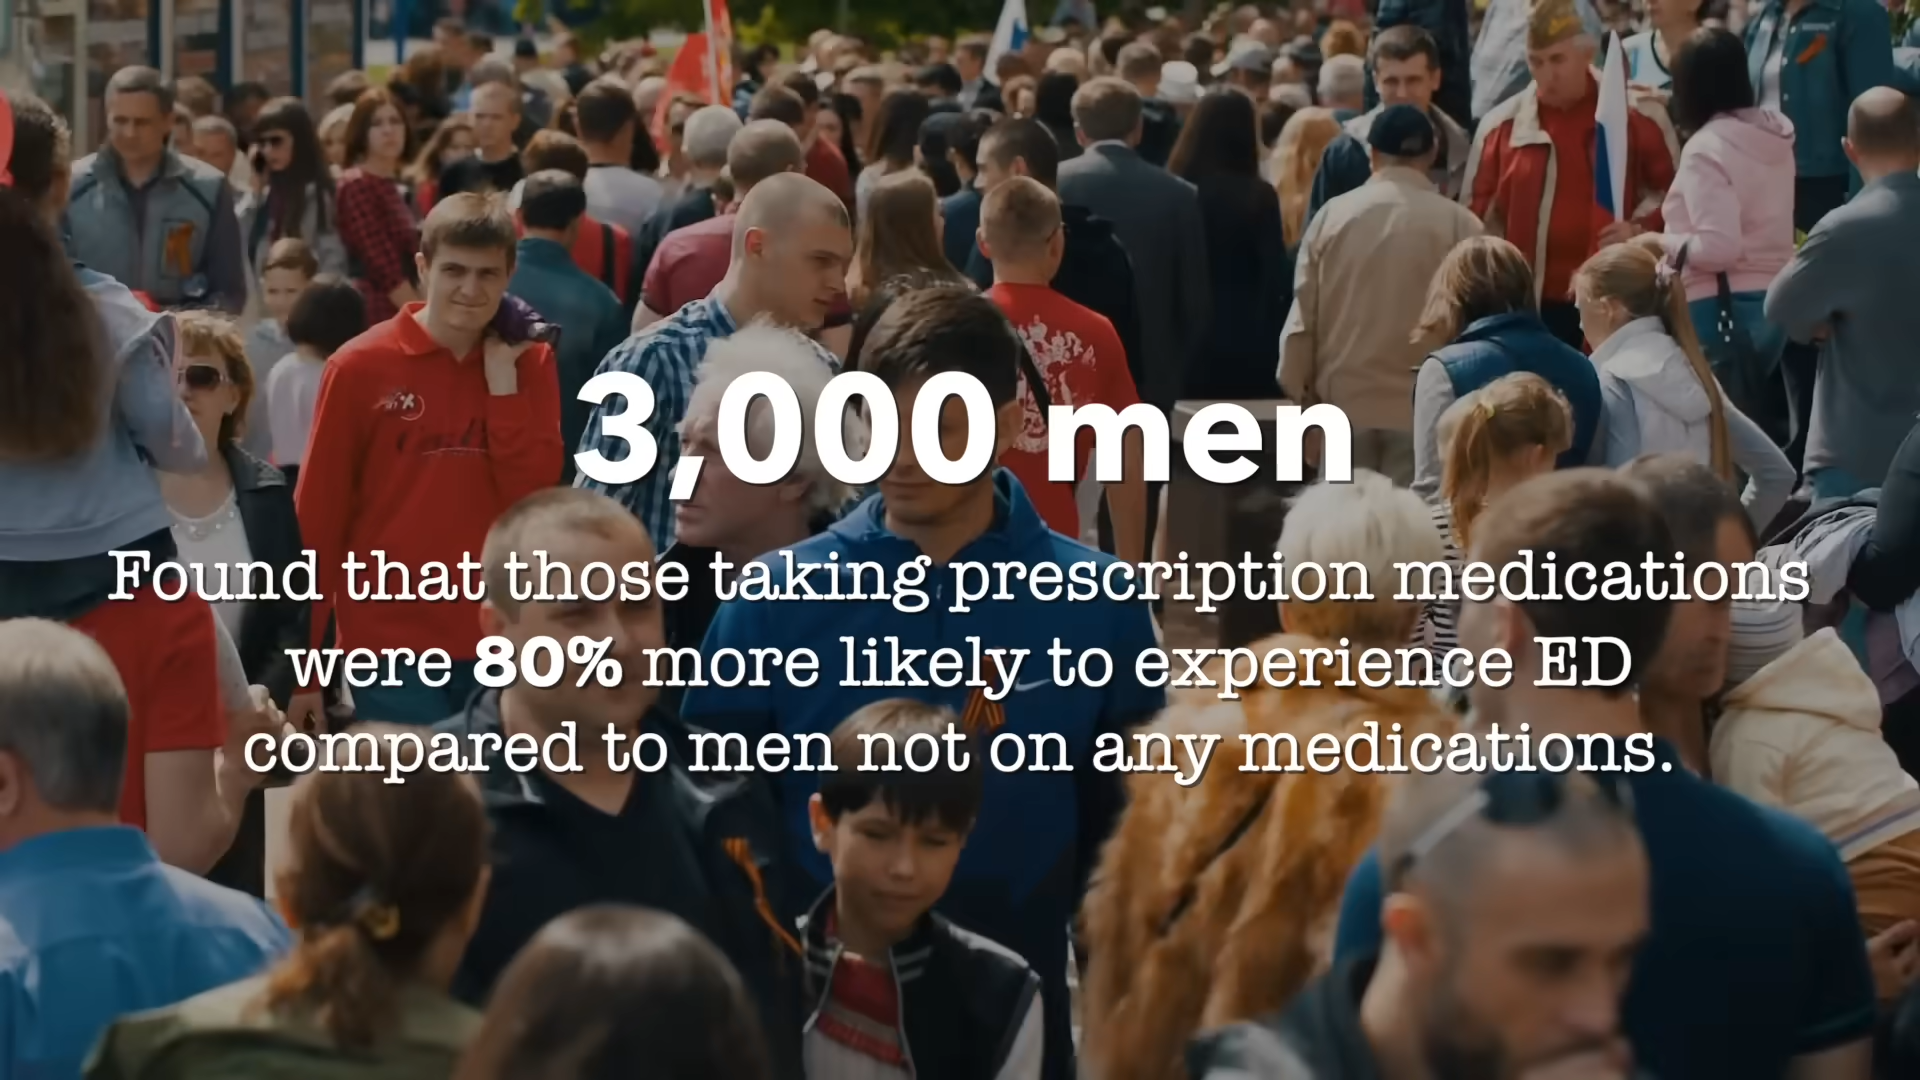 3,000 men
Found that those taking prescription medications
were 80% more likely to experience ED
compared to men not on any medications.